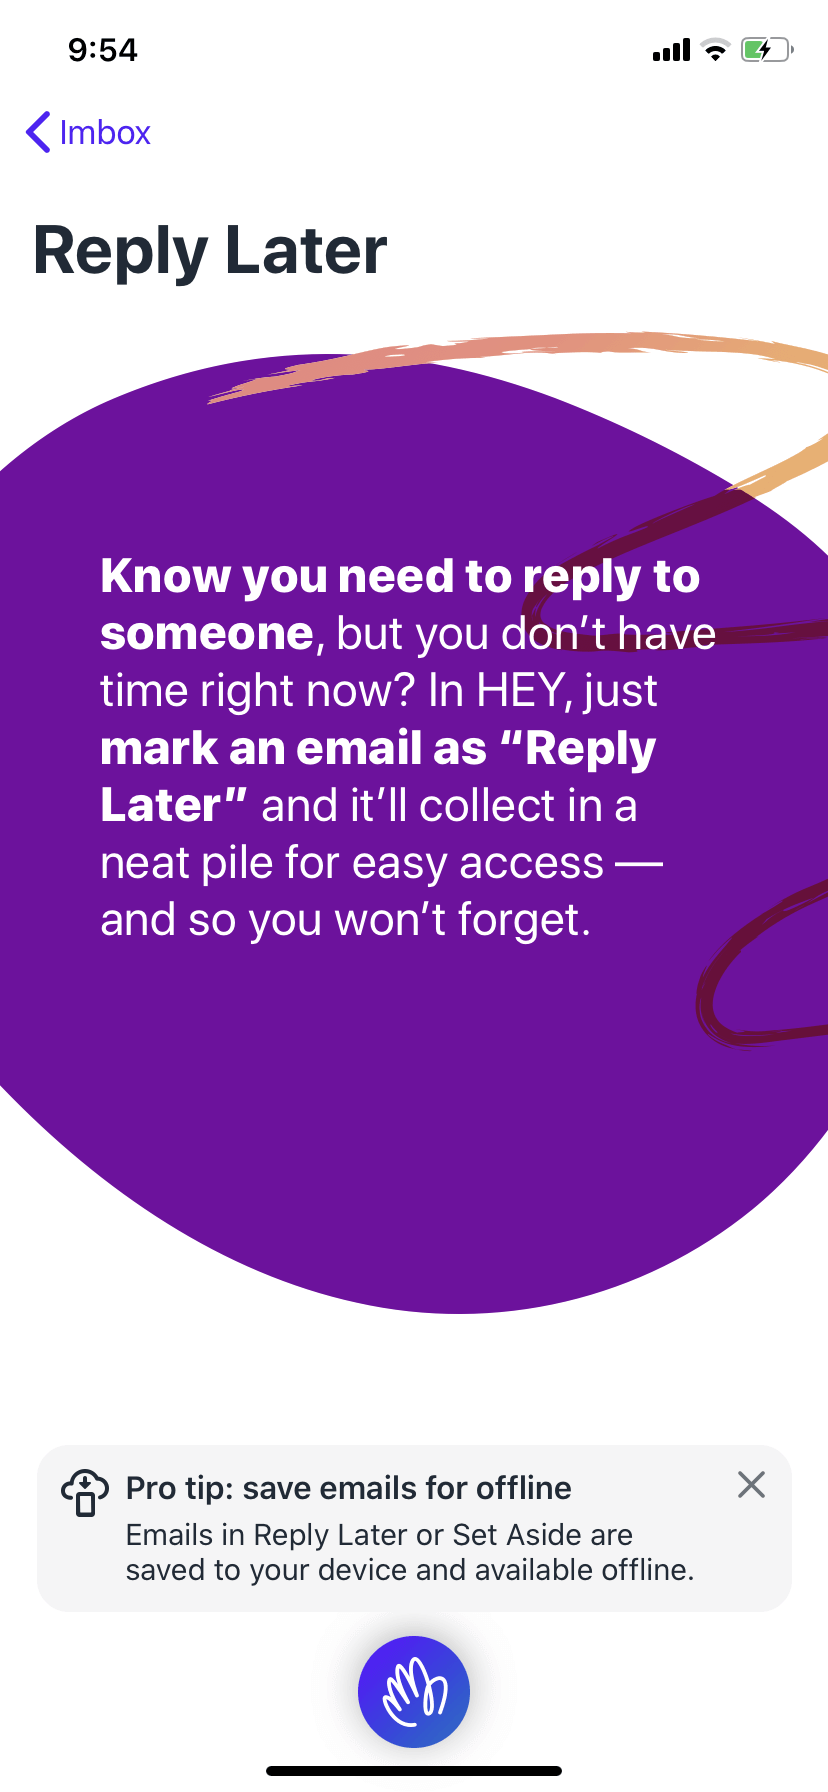 9:54
Imbox
Reply Later
Know you need to reply to
someone, but you don’t have
time right now? In HEY, just
mark an email as “Reply
Later” and it’ll collect in a
neat pile for easy access —
and so you won’t forget.
Pro tip: save emails for offline
Emails in Reply Later or Set Aside are
saved to your device and available offline.